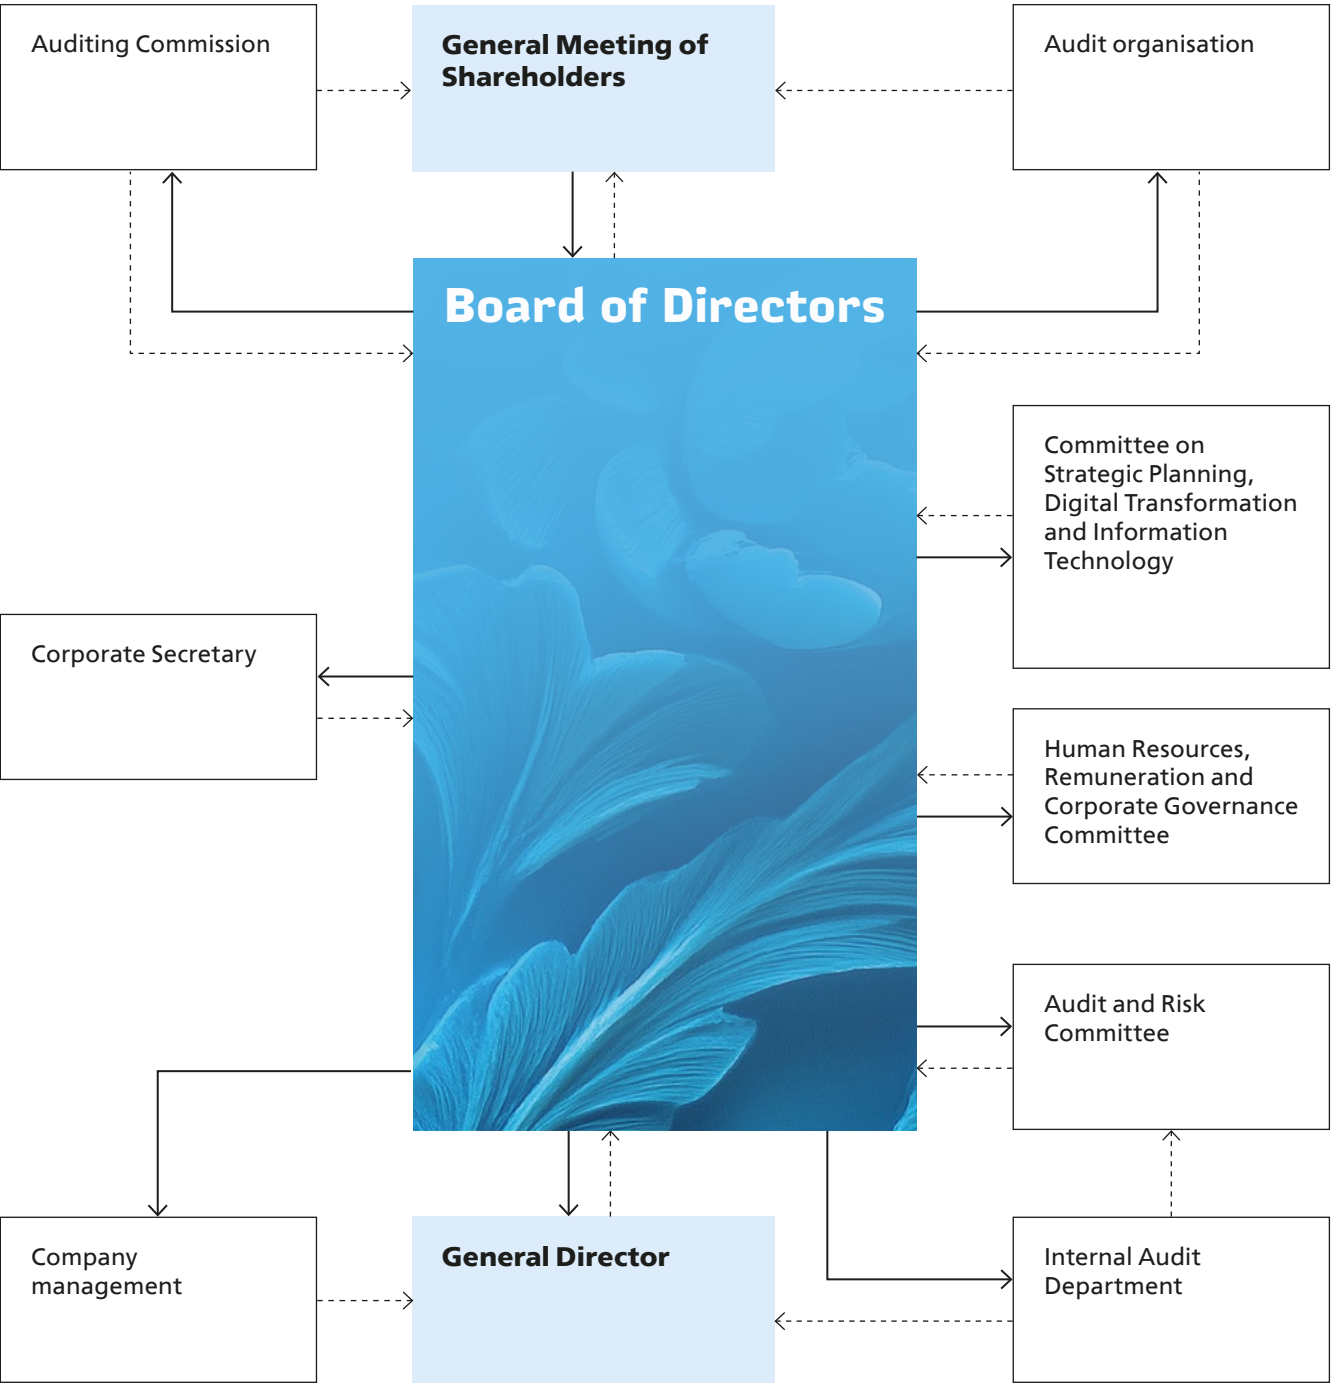 Auditing Commission
General Meeting of
Shareholders
Audit organisation
Board of Directors
Committee on
Strategic Planning,
Digital Transformation
and Information
Technology
Corporate Secretary
Human Resources,
Remuneration and
Corporate Governance
Committee
Audit and Risk
Committee
Company
management
General Director
Internal Audit
Department